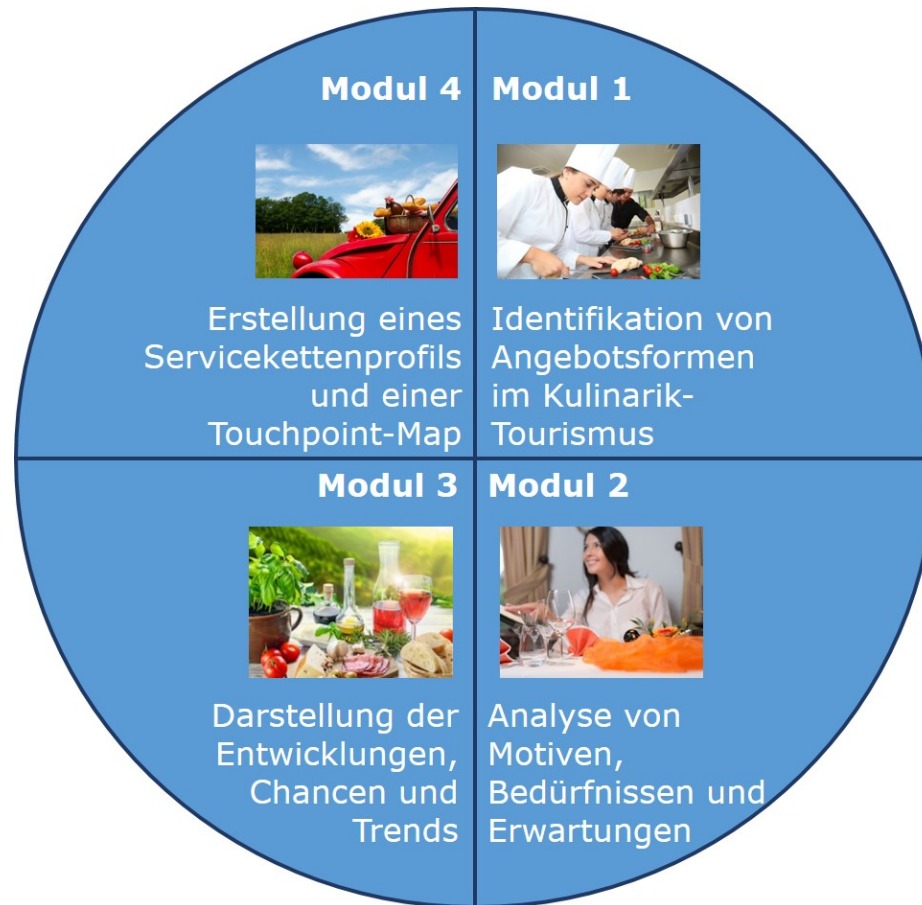 Modul 4
Erstellung eines
Servicekettenprofils
und einer
Touchpoint-Map
Modul 1
Identifikation von
Angebotsformen
im Kulinarik-
Tourismus
Modul 3
Darstellung der
Entwicklungen,
Chancen und
Trends
Modul 2
Analyse von
Motiven,
Bedürfnissen und
Erwartungen